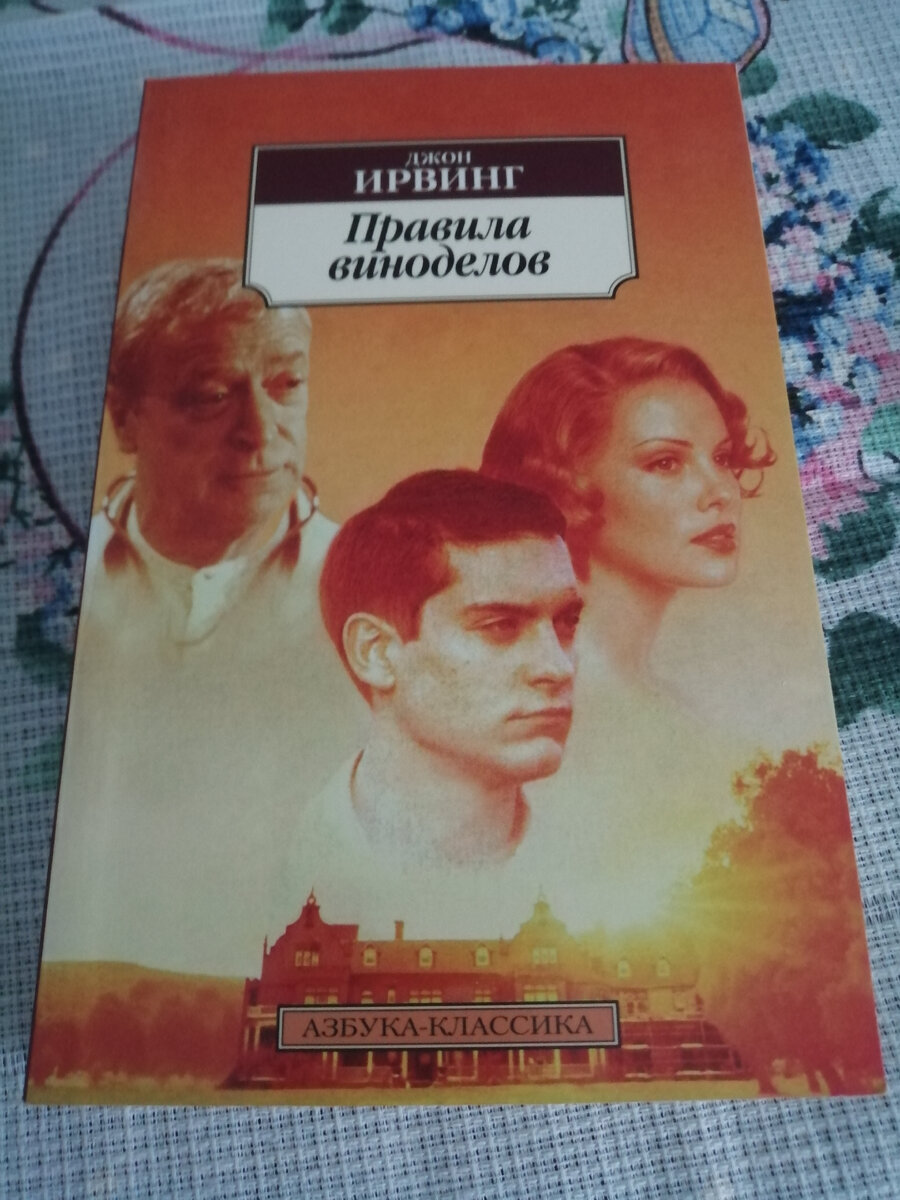 ДЖОН
ИРВИНГ
Правила
виноделов
АЗБУКА-КЛАССИКА